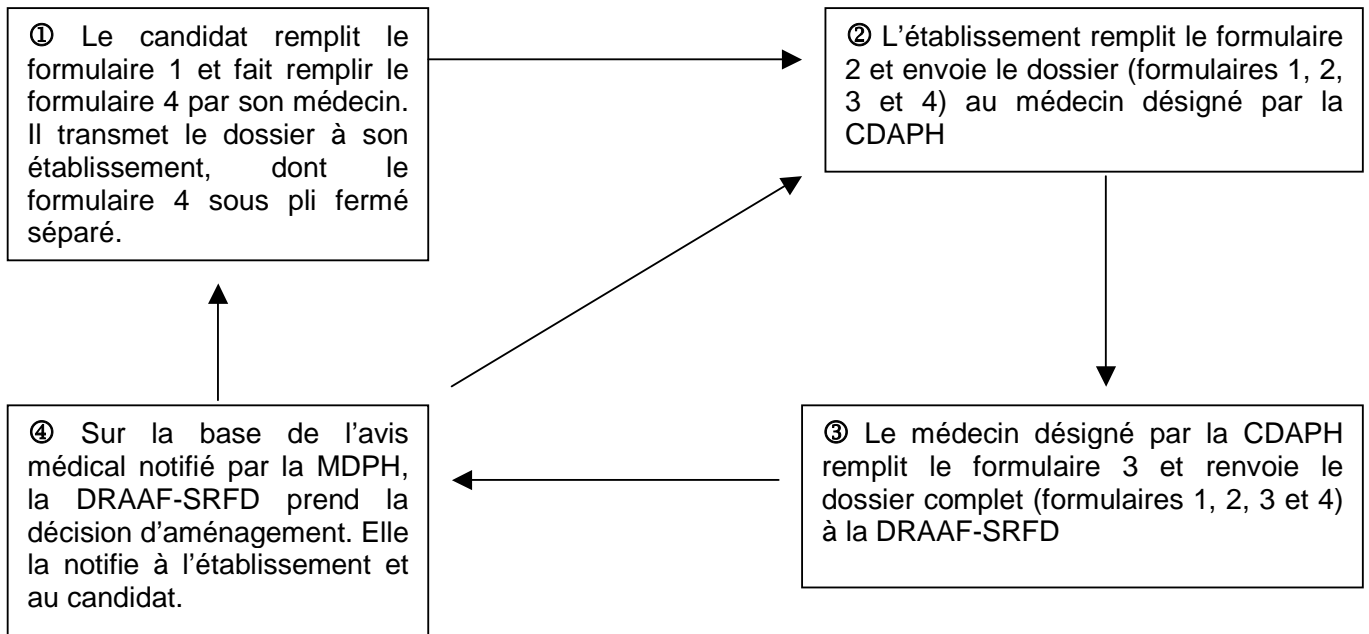 ① Le candidat remplit le
formulaire 1 et fait remplir le
formulaire 4 par son médecin.
Il transmet le dossier à son
établissement, dont le
formulaire 4 sous pli fermé
séparé.
② L’établissement remplit le formulaire
2 et envoie le dossier (formulaires 1, 2,
3 et 4) au médecin désigné par la
CDAPH
③ Le médecin désigné par la CDAPH
remplit le formulaire 3 et renvoie le
dossier complet (formulaires 1, 2, 3 et 4)
à la DRAAF-SRFD
④ Sur la base de l’avis
médical notifié par la MDPH,
la DRAAF-SRFD prend la
décision d’aménagement. Elle
la notifie à l’établissement et
au candidat.